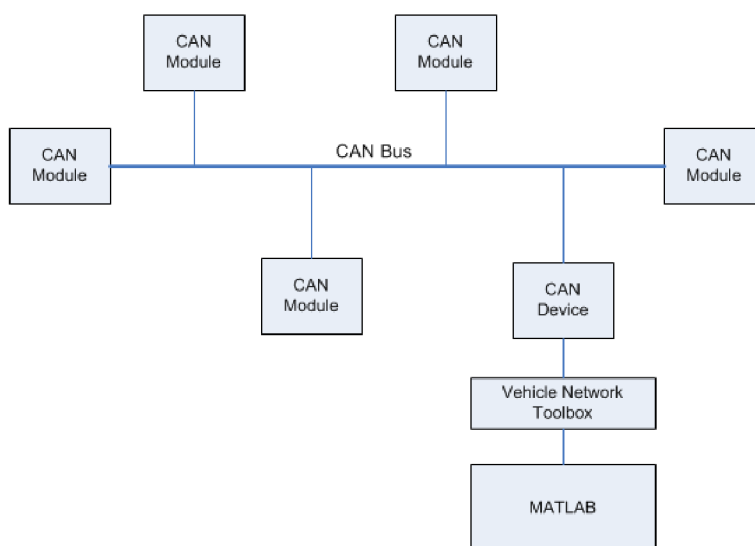 CAN
Module
CAN
Module
CAN
Module
CAN Bus
CAN
Module
CAN
Module
CAN
Device
Vehicle Network
Toolbox
MATLAB